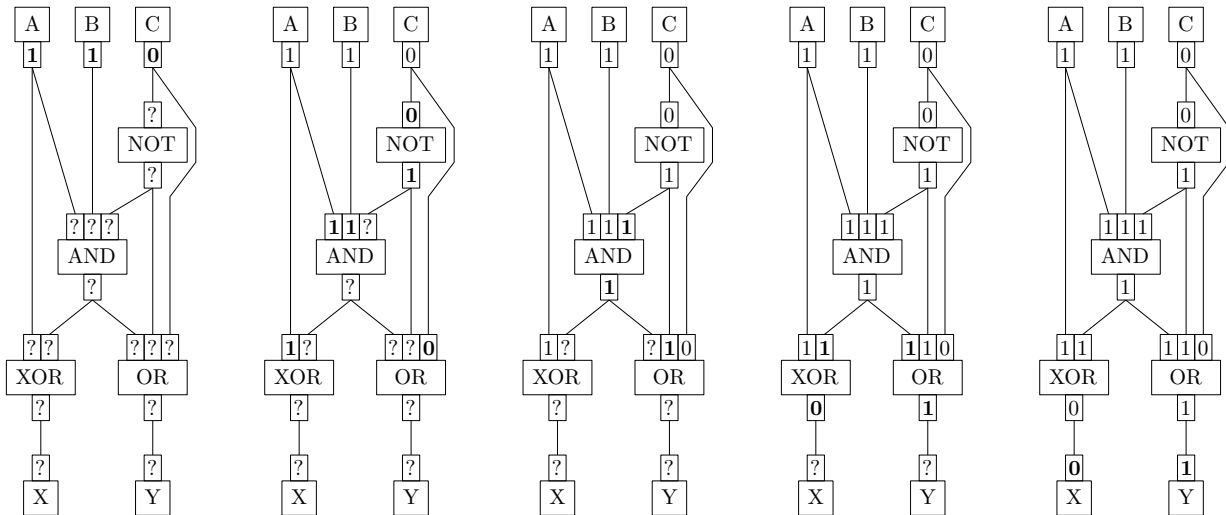 A B C A B C A B C A B C A B C
1 1 0 1 1 0 1 1 0 1 1 0 1 1 0
? 0 0 0 0
NOT NOT NOT NOT NOT
? 1 1 1 1
? ? ? 1 1 ? 1 1 1 1 1 1 1 1 1
AND AND AND AND AND
? ? 1 1 1
? ? ? ? ? 1 ? ? ? 0 1 ? ? 1 0 1 1 1 1 0 1 1 1 1 0
XOR OR XOR OR XOR OR XOR OR XOR OR
? ? ? ? ? ? 0 1 0 1
? ? ? ? ? ? ? ? 0 1
X Y X Y X Y X Y X Y